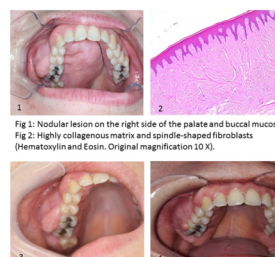 1
2
Fig 1: Nodular lesion on the right side of the palate and buccal mucos
Fig 2: Highly collagenous matrix and spindle-shaped fibroblasts
(Hematoxylin and Eosin. Original magnification 10 X).
3